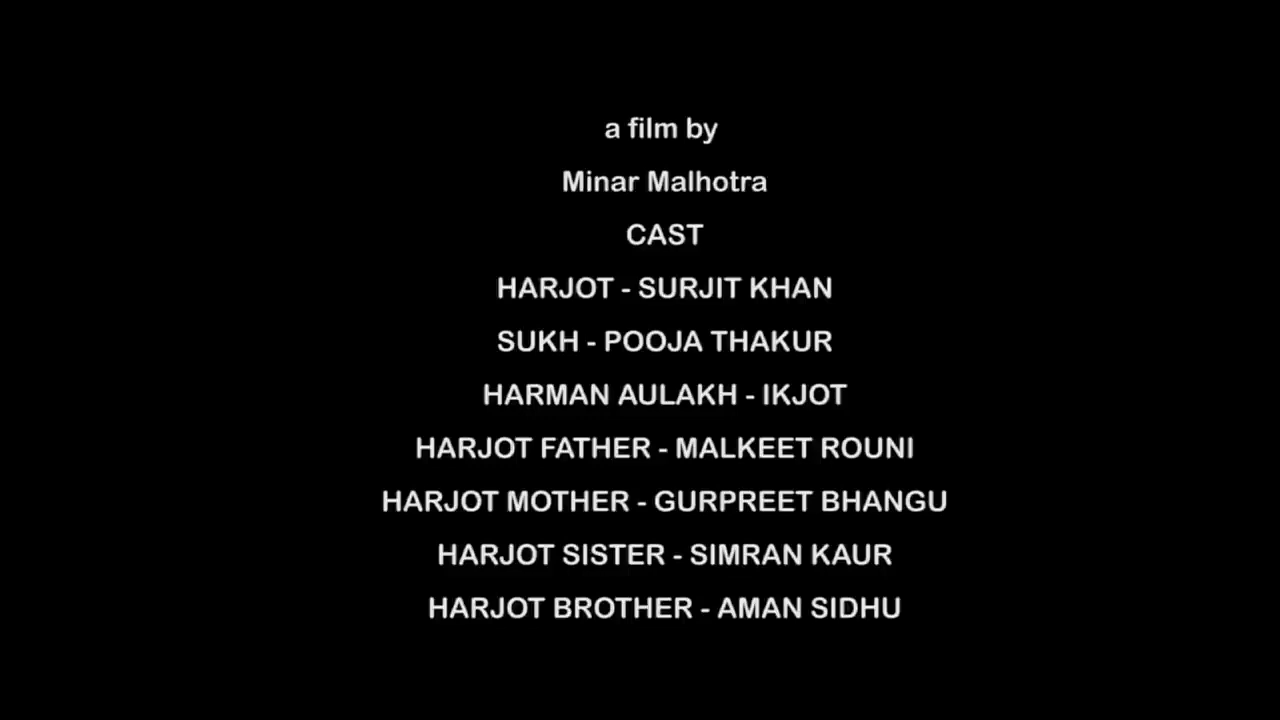 a film by
Minar Malhotra
CAST
HARJOT - SURJIT KHAN
SUKH - POOJA THAKUR
HARMAN AULAKH - IKJOT
HARJOT FATHER - MALKEET ROUNI
HARJOT MOTHER - GURPREET BHANGU
HARJOT SISTER - SIMRAN KAUR
HARJOT BROTHER - AMAN SIDHU